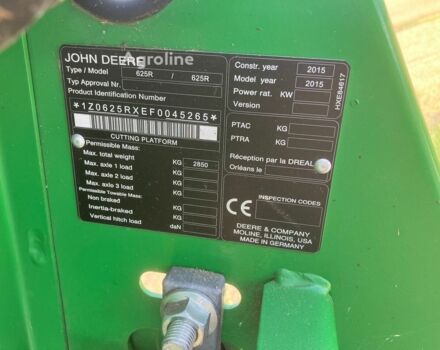 JOHN DEERE
Agroline
Type / Model 625R / 625R
Typ Approval No. /
Product Identification Number
*1Z0625RXEF0045265*
CUTTING PLATFORM
Permissible Mass:
Max. total weight KG 2850
Max. axle 1 load KG
Max. axle 2 load KG
Max. axle 3 load KG
Permissible Towable Mass:
Non braked KG
Inertia-braked KG
Vertical hitch load daN
Constr. year 2015
Model year 2015
Power rat. KW
Version
PTAC KG
PTRA KG
Réception par la DREAL
Orléans le
INSPECTION CODES
CE
DEERE & COMPANY
MOLINE, ILLINOIS, USA
MADE IN GERMANY
HXE64617